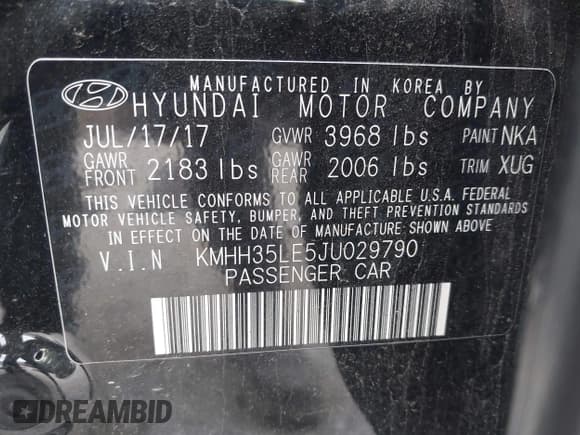 MANUFACTURED IN KOREA BY
HYUNDAI MOTOR COMPANY
JUL/17/17 GVWR 3968 lbs PAINT NKA
GAWR FRONT 2183 lbs GAWR REAR 2006 lbs TRIM XUG
THIS VEHICLE CONFORMS TO ALL APPLICABLE U.S.A. FEDERAL
MOTOR VEHICLE SAFETY, BUMPER, AND THEFT PREVENTION STANDARDS
IN EFFECT ON THE DATE OF MANUFACTURE SHOWN ABOVE
V.I.N KMHH35LE5JU029790
PASSENGER CAR
DREAMBID